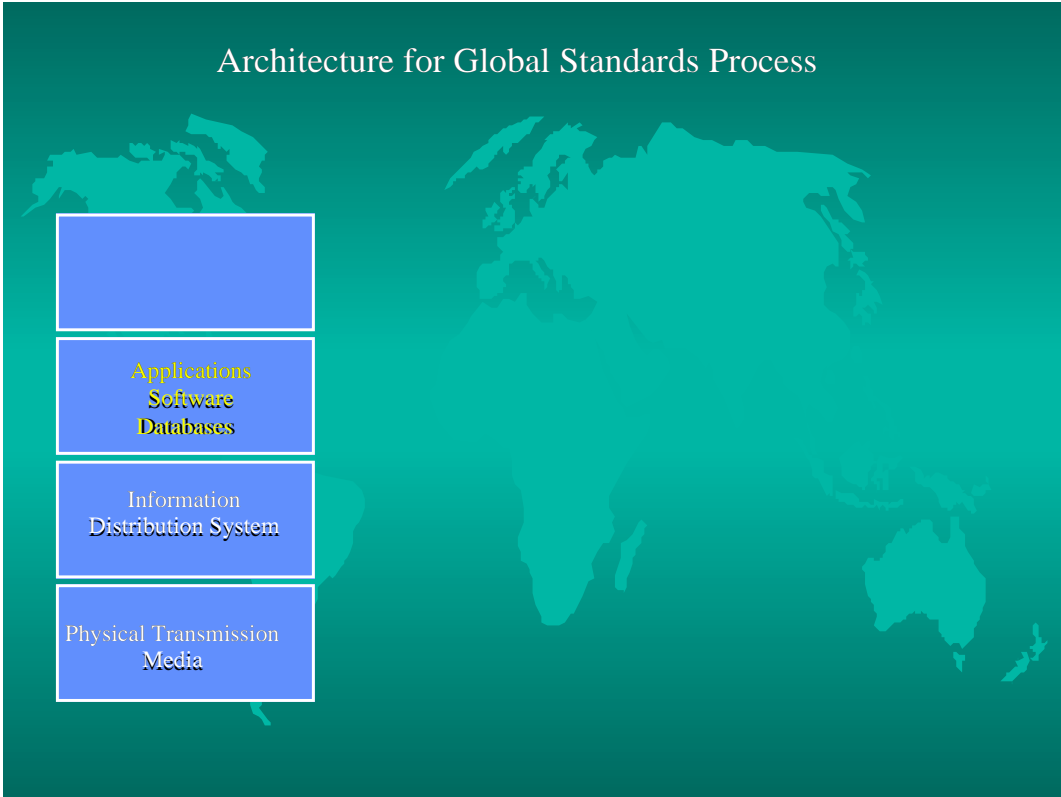 Architecture for Global Standards Process
Applications
Software
Databases
Information
Distribution System
Physical Transmission
Media